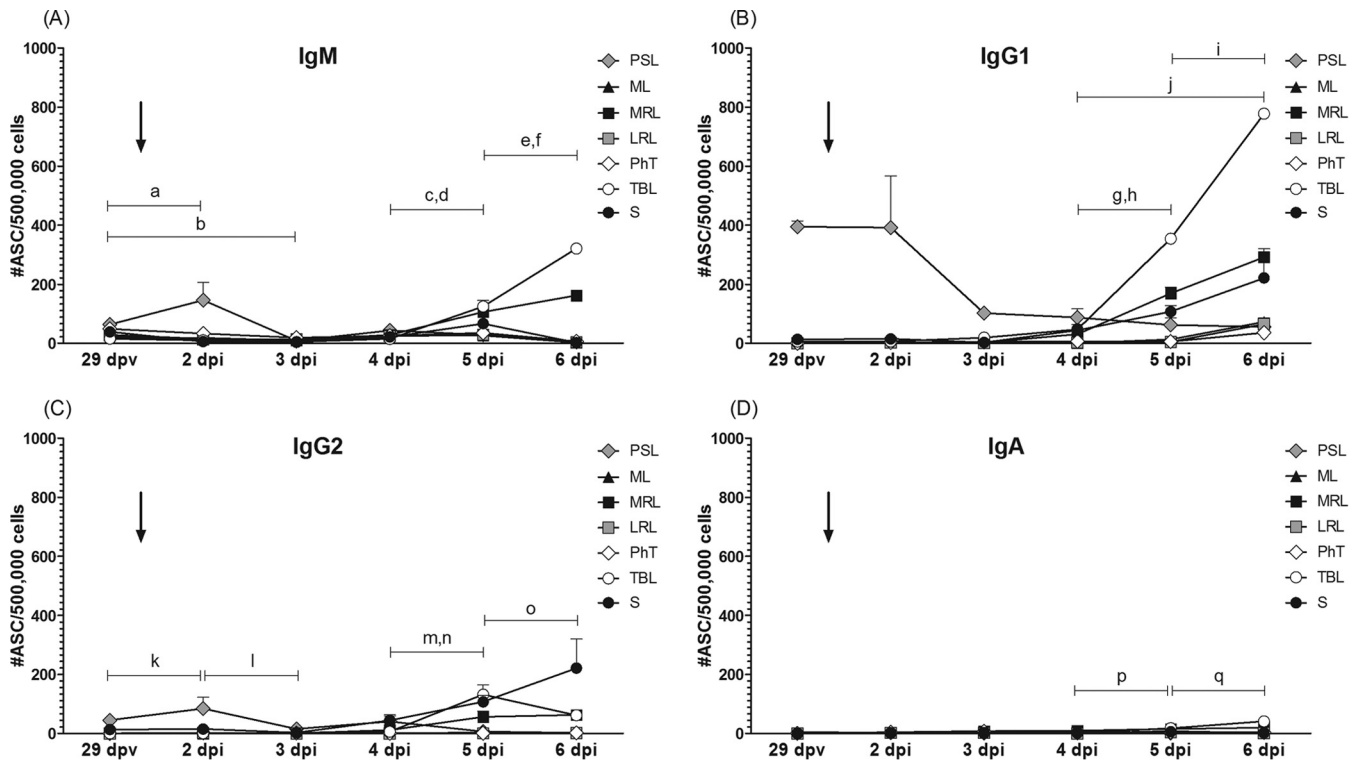 (A)
IgM
1000
800
600
400
200
0
#ASC/500,000 cells
29 dpv 2 dpi 3 dpi 4 dpi 5 dpi 6 dpi
a
b
c,d
e,f
PSL
ML
MRL
LRL
PhT
TBL
S
(B)
IgG1
1000
800
600
400
200
0
#ASC/500,000 cells
29 dpv 2 dpi 3 dpi 4 dpi 5 dpi 6 dpi
i
j
g,h
PSL
ML
MRL
LRL
PhT
TBL
S
(C)
IgG2
1000
800
600
400
200
0
#ASC/500,000 cells
29 dpv 2 dpi 3 dpi 4 dpi 5 dpi 6 dpi
k
l
m,n
o
PSL
ML
MRL
LRL
PhT
TBL
S
(D)
IgA
1000
800
600
400
200
0
#ASC/500,000 cells
29 dpv 2 dpi 3 dpi 4 dpi 5 dpi 6 dpi
p
q
PSL
ML
MRL
LRL
PhT
TBL
S